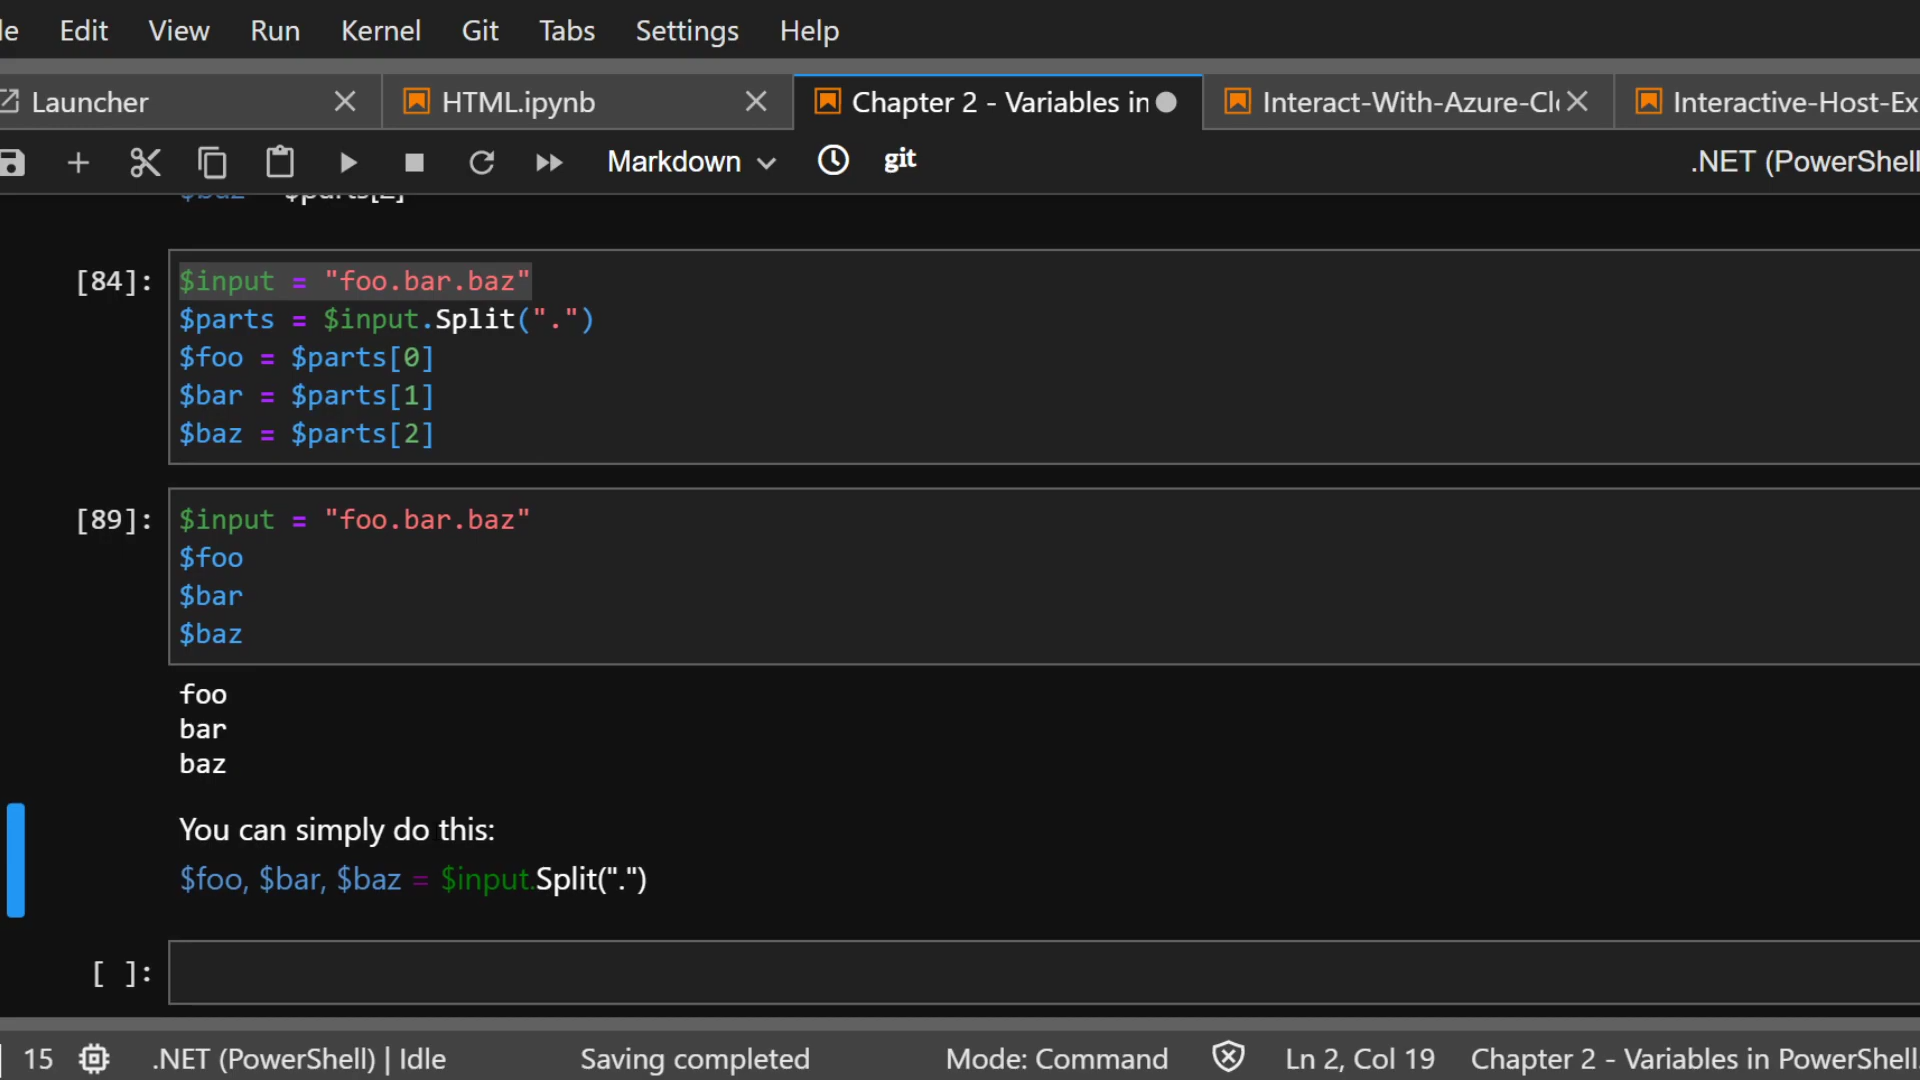 Edit View Run Kernel Git Tabs Settings Help
Launcher HTML.ipynb Chapter 2 - Variables in Interact-With-Azure-Cl Interactive-Host-Ex
Markdown git .NET (PowerShell
[84]: $input = "foo.bar.baz"
$parts = $input.Split(".")
$foo = $parts[0]
$bar = $parts[1]
$baz = $parts[2]
[89]: $input = "foo.bar.baz"
$foo
$bar
$baz
foo
bar
baz
You can simply do this:
$foo, $bar, $baz = $input.Split(".")
[ ]:
15 .NET (PowerShell) | Idle Saving completed Mode: Command Ln 2, Col 19 Chapter 2 - Variables in PowerShell